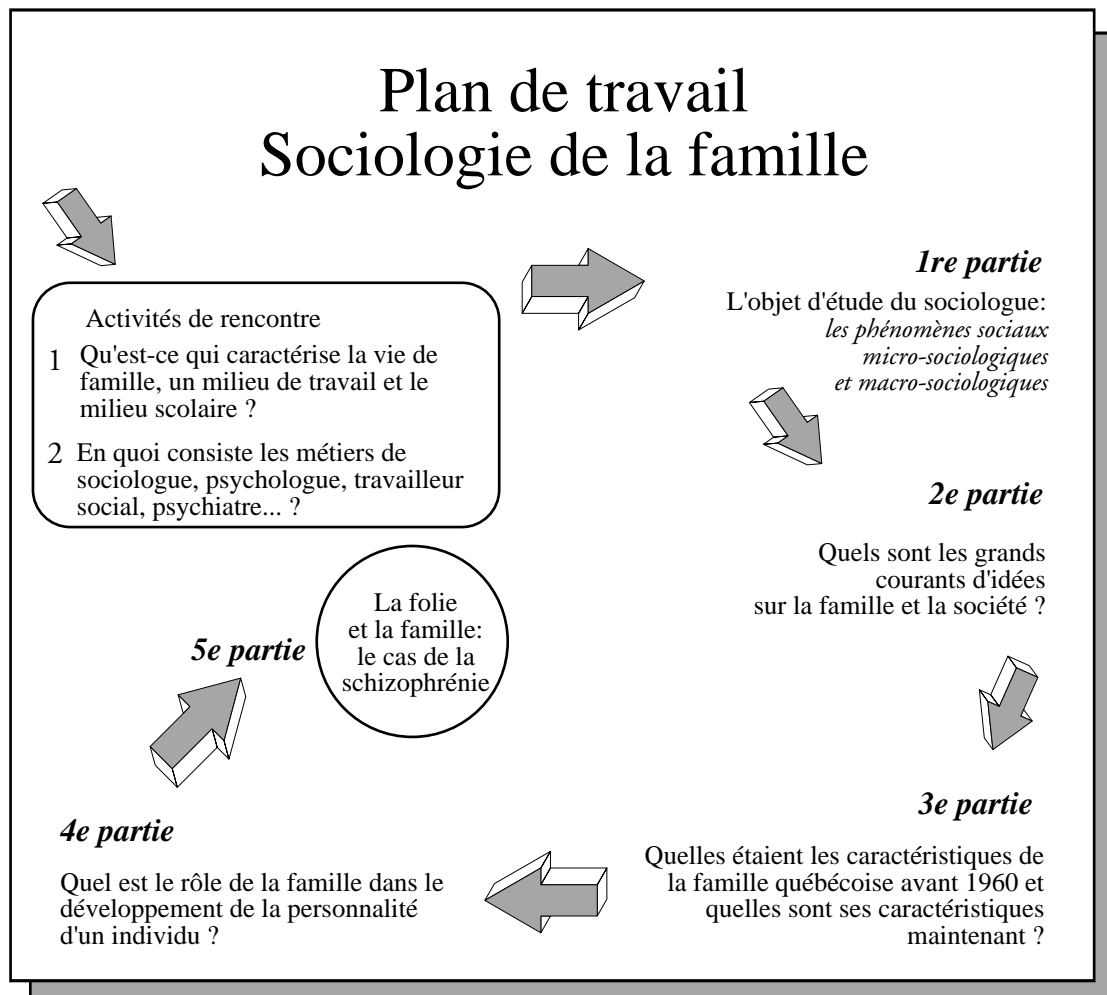 Plan de travail
Sociologie de la famille
Activités de rencontre
1 Qu'est-ce qui caractérise la vie de
famille, un milieu de travail et le
milieu scolaire ?
2 En quoi consiste les métiers de
sociologue, psychologue, travailleur
social, psychiatre... ?
1re partie
L'objet d'étude du sociologue:
les phénomènes sociaux
micro-sociologiques
et macro-sociologiques
2e partie
Quels sont les grands
courants d'idées
sur la famille et la société ?
3e partie
Quelles étaient les caractéristiques de
la famille québécoise avant 1960 et
quelles sont ses caractéristiques
maintenant ?
4e partie
Quel est le rôle de la famille dans le
développement de la personnalité
d'un individu ?
5e partie
La folie
et la famille:
le cas de la
schizophrénie